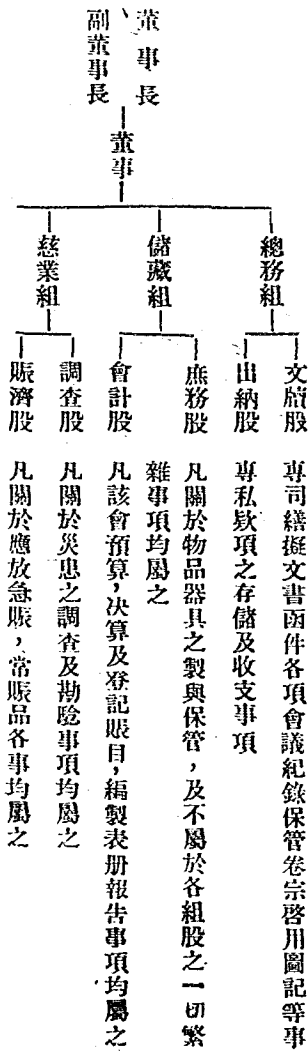 董事長
副董事長
董事
總務組
文牘股
專司繕擬文書函件各項會議紀錄保管卷宗啓用圖記等事
出納股
專私欵項之存儲及收支事項
儲藏組
庶務股
凡關於物品器具之製與保管，及不屬於各組股之一切繁
雜事項均屬之
會計股
凡該會預算，决算及登記賬目，編製表册報告事項均屬之
慈業組
調查股
凡關於災患之調查及勘驗事項均屬之
賑濟股
凡關於應放急賑，常賑品各事均屬之